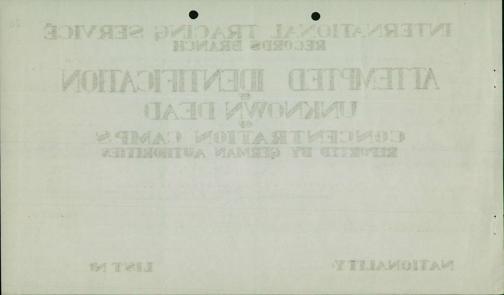 INTERNATIONAL TRACING SERVICE
RECORDS BRANCH
ATTEMPTED IDENTIFICATION
OF
UNKNOWN DEAD
OF
CONCENTRATION CAMPS
REPORTED BY GERMAN AUTHORITIES
NATIONALITY LIST Nº